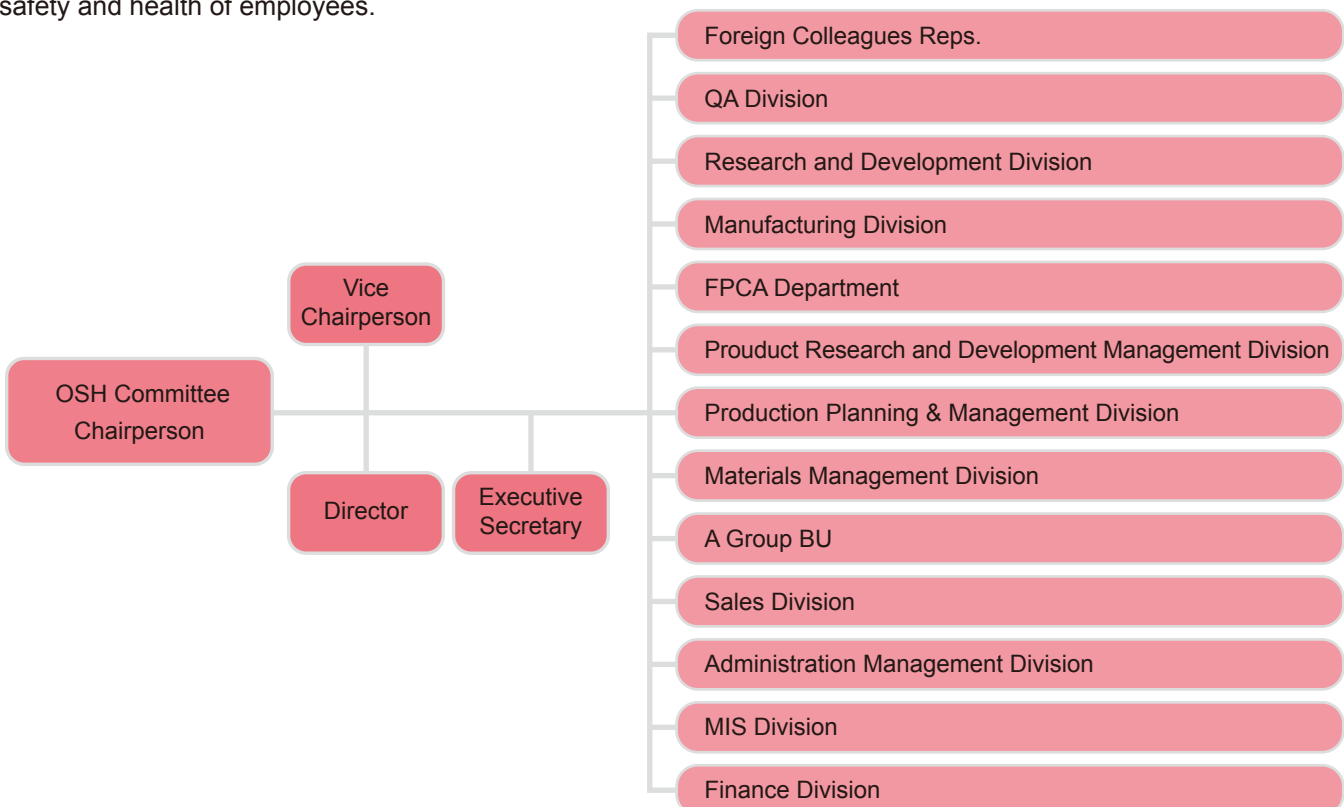 safety and health of employees.
Foreign Colleagues Reps.
QA Division
Research and Development Division
Manufacturing Division
FPCA Department
Prouduct Research and Development Management Division
Production Planning & Management Division
Materials Management Division
A Group BU
Sales Division
Administration Management Division
MIS Division
Finance Division
Vice
Chairperson
OSH Committee
Chairperson
Director
Executive
Secretary